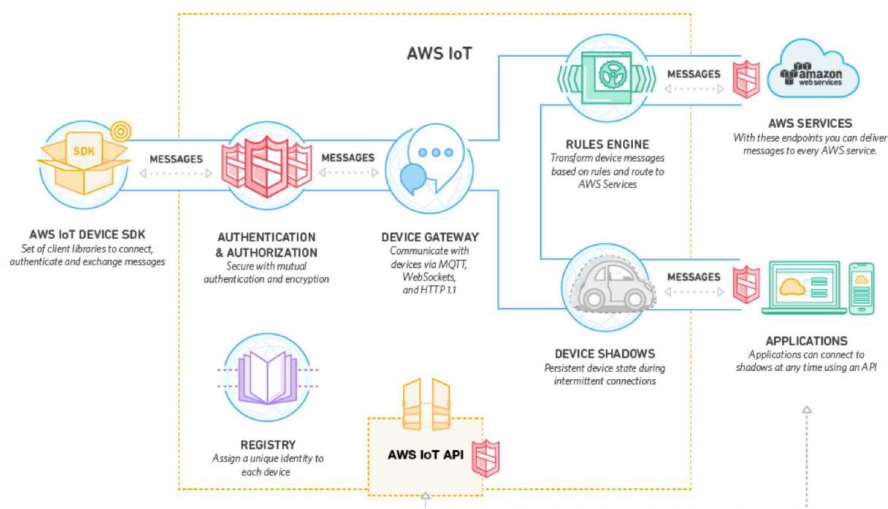 AWS IoT
SDK
MESSAGES
MESSAGES
MESSAGES
amazon
web services
AWS SERVICES
With these endpoints you can deliver
messages to every AWS service.
RULES ENGINE
Transform device messages
based on rules and route to
AWS Services
AWS IoT DEVICE SDK
Set of client libraries to connect,
authenticate and exchange messages
AUTHENTICATION
& AUTHORIZATION
Secure with mutual
authentication and encryption
DEVICE GATEWAY
Communicate with
devices via MQTT,
WebSockets,
and HTTP 1.1
MESSAGES
DEVICE SHADOWS
Persistent device state during
intermittent connections
APPLICATIONS
Applications can connect to
shadows at any time using an API
REGISTRY
Assign a unique identity to
each device
AWS IoT API